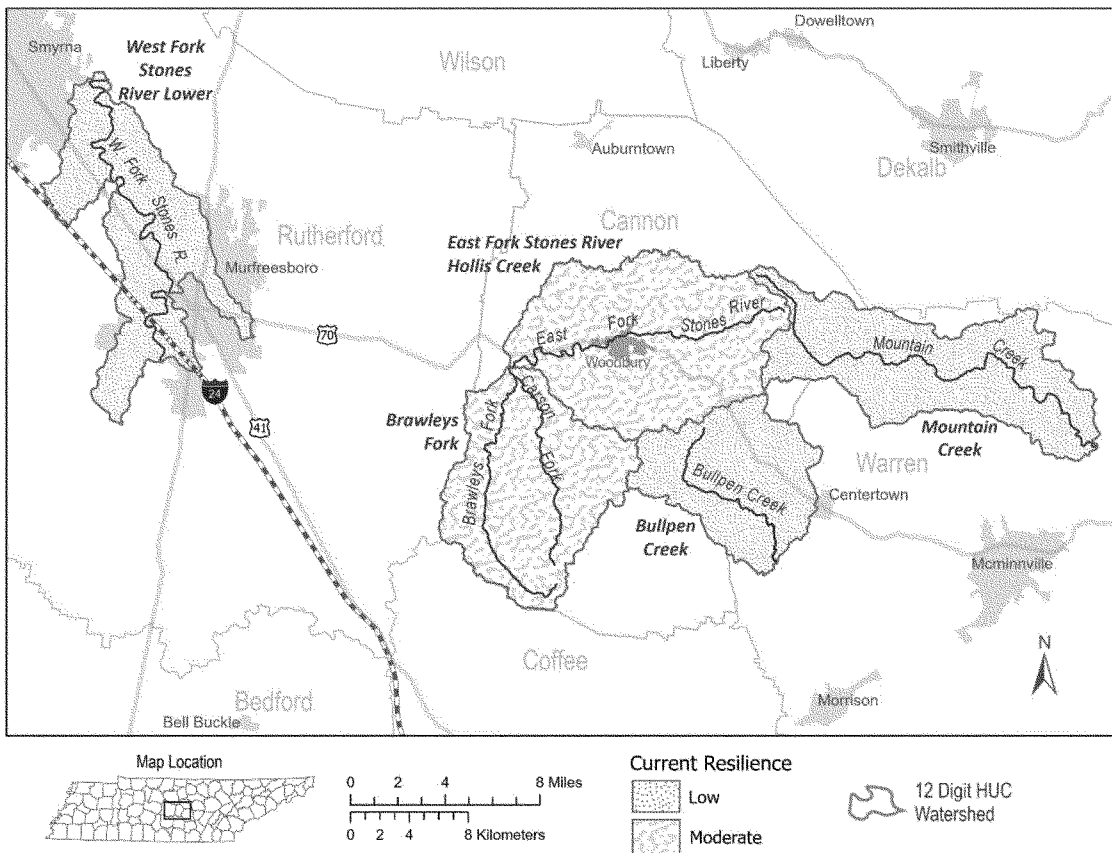 Smyrna
West Fork
Stones
River Lower
Wilson
Dowelltown
Liberty
Auburntown
Smithville
Dekalb
W Fork Stones R.
Rutherford
Murfreesboro
Cannon
East Fork Stones River
Hollis Creek
70
East Fork Stones River
Woodbury
Mountain Creek
24
41
Brawleys
Fork
Brawleys Fork
Carson Fork
Mountain
Creek
Warren
Bullpen Creek
Centertown
Bullpen
Creek
Mcminnville
Coffee
Bedford
Bell Buckle
Morrison
N
Map Location
0 2 4 8 Miles
0 2 4 8 Kilometers
Current Resilience
Low
Moderate
12 Digit HUC
Watershed